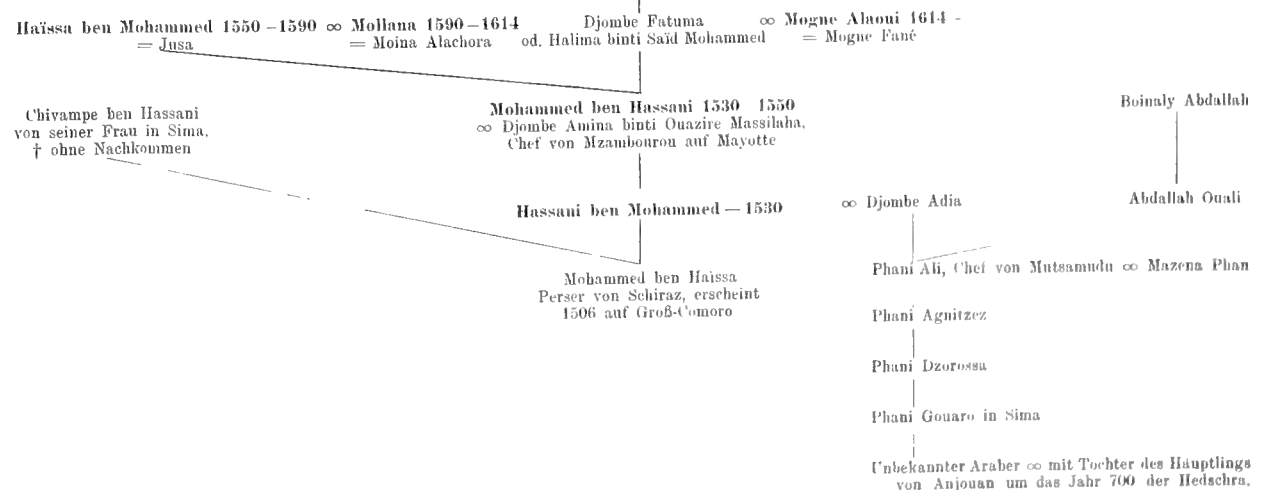 Haïssa ben Mohammed 1550 – 1590 ∞ Mollana 1590 – 1614
= Jusa
= Moina Alachora
Djombe Fatuma
od. Halima binti Saïd Mohammed
∞ Mogne Alaoui 1614 -
= Mogne Fané
Chivampe ben Hassani
von seiner Frau in Sima,
† ohne Nachkommen
Mohammed ben Hassani 1530 1550
∞ Djombe Amina binti Ouazire Massilaha,
Chef von Mzambourou auf Mayotte
Boinaly Abdallah
Hassani ben Mohammed — 1530
∞ Djombe Adia
Abdallah Ouali
Mohammed ben Haïssa
Perser von Schiraz, erscheint
1506 auf Groß-Comoro
Phani Ali, Chef von Mutsamudu ∞ Mazena Phan
Phani Agnitzez
Phani Dzorossa
Phani Gouaro in Sima
Unbekannter Araber ∞ mit Tochter des Häuptlings
von Anjouan um das Jahr 700 der Hedschra.